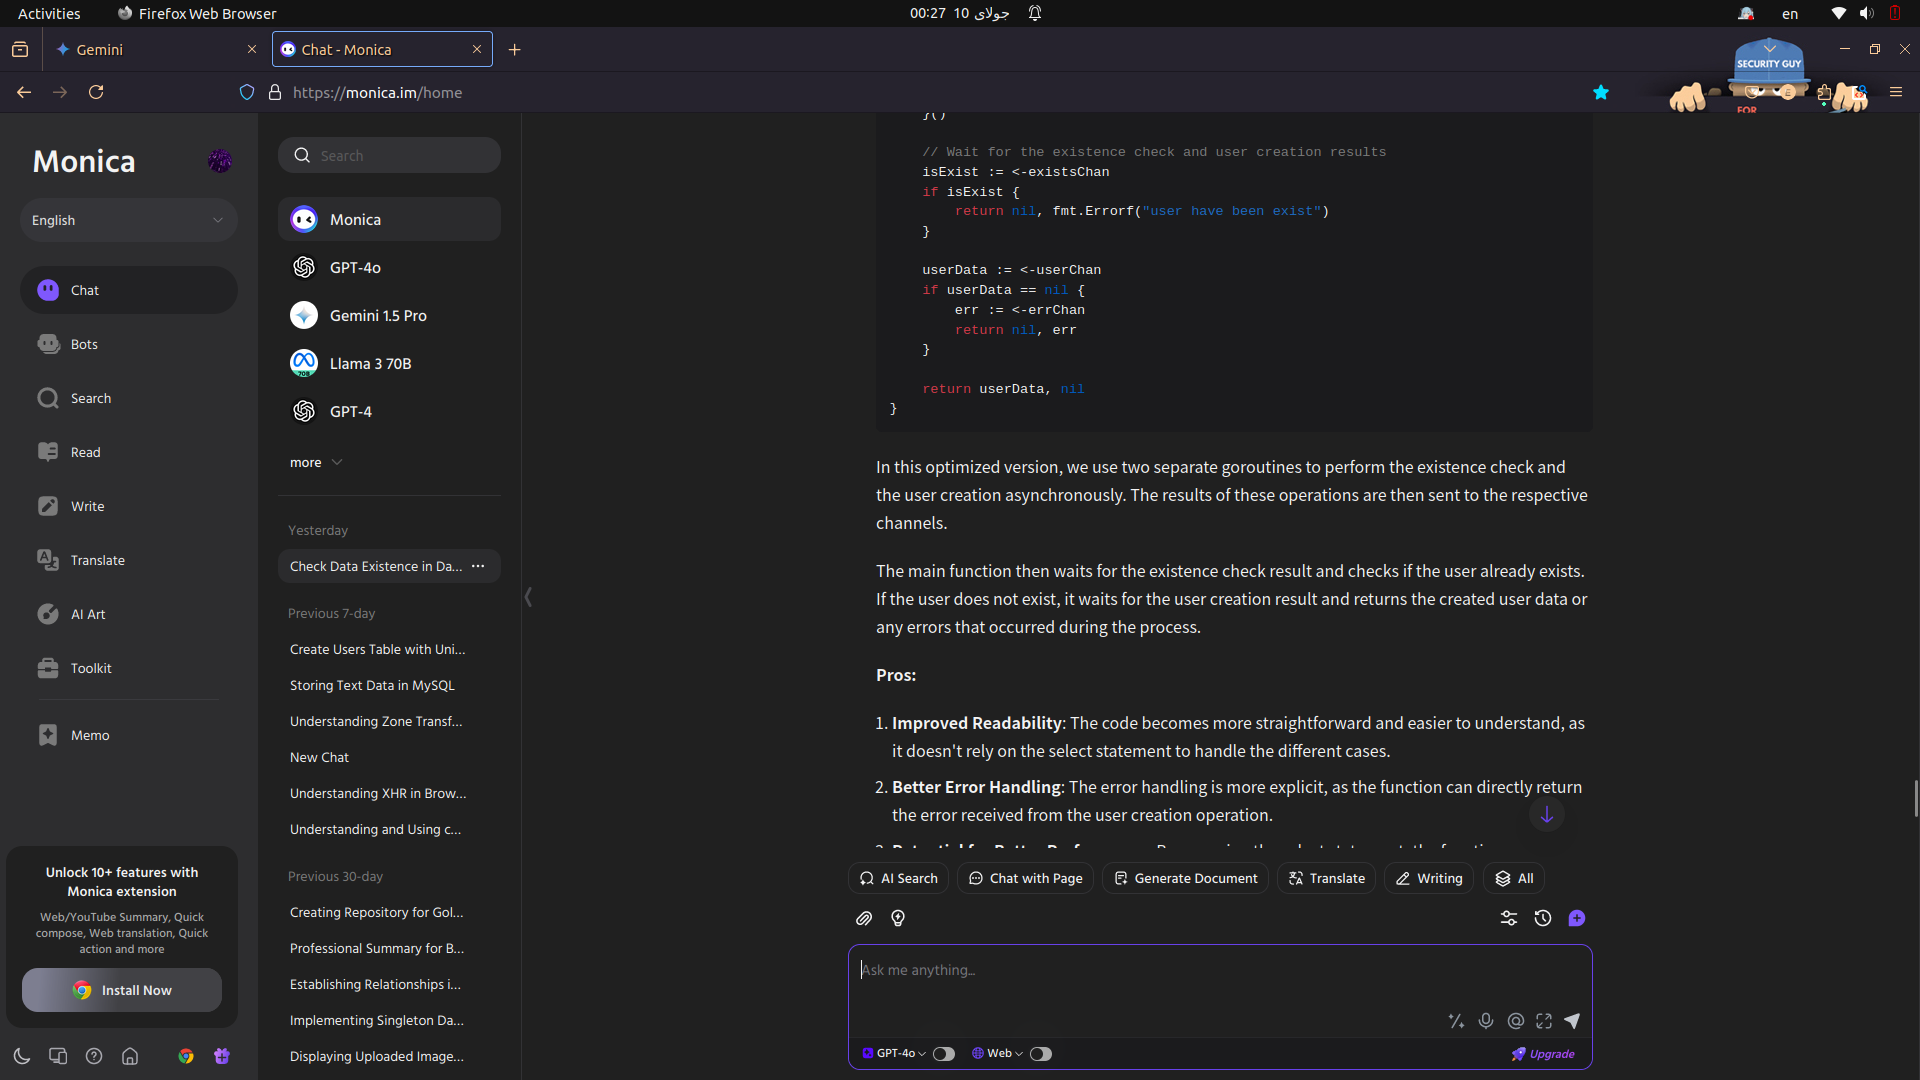 Activities
Firefox Web Browser
00:27 10 جولای
en
Gemini
Chat - Monica
https://monica.im/home
SECURITY GUY
FOR
Monica
English
Chat
Bots
Search
Read
Write
Translate
AI Art
Toolkit
Memo
Unlock 10+ features with
Monica extension
Web/YouTube Summary, Quick
compose, Web translation, Quick
action and more
Install Now
Search
Monica
GPT-4o
Gemini 1.5 Pro
Llama 3 70B
GPT-4
more
Yesterday
Check Data Existence in Da...
Previous 7-day
Create Users Table with Uni...
Storing Text Data in MySQL
Understanding Zone Transf...
New Chat
Understanding XHR in Brow...
Understanding and Using c...
Previous 30-day
Creating Repository for Gol...
Professional Summary for B...
Establishing Relationships i...
Implementing Singleton Da...
Displaying Uploaded Image...
}()
// Wait for the existence check and user creation results
isExist := <-existsChan
if isExist {
return nil, fmt.Errorf("user have been exist")
}
userData := <-userChan
if userData == nil {
err := <-errChan
return nil, err
}
return userData, nil
}
In this optimized version, we use two separate goroutines to perform the existence check and
the user creation asynchronously. The results of these operations are then sent to the respective
channels.
The main function then waits for the existence check result and checks if the user already exists.
If the user does not exist, it waits for the user creation result and returns the created user data or
any errors that occurred during the process.
Pros:
1. Improved Readability: The code becomes more straightforward and easier to understand, as
it doesn't rely on the select statement to handle the different cases.
2. Better Error Handling: The error handling is more explicit, as the function can directly return
the error received from the user creation operation.
AI Search
Chat with Page
Generate Document
Translate
Writing
All
Ask me anything...
GPT-4o
Web
Upgrade